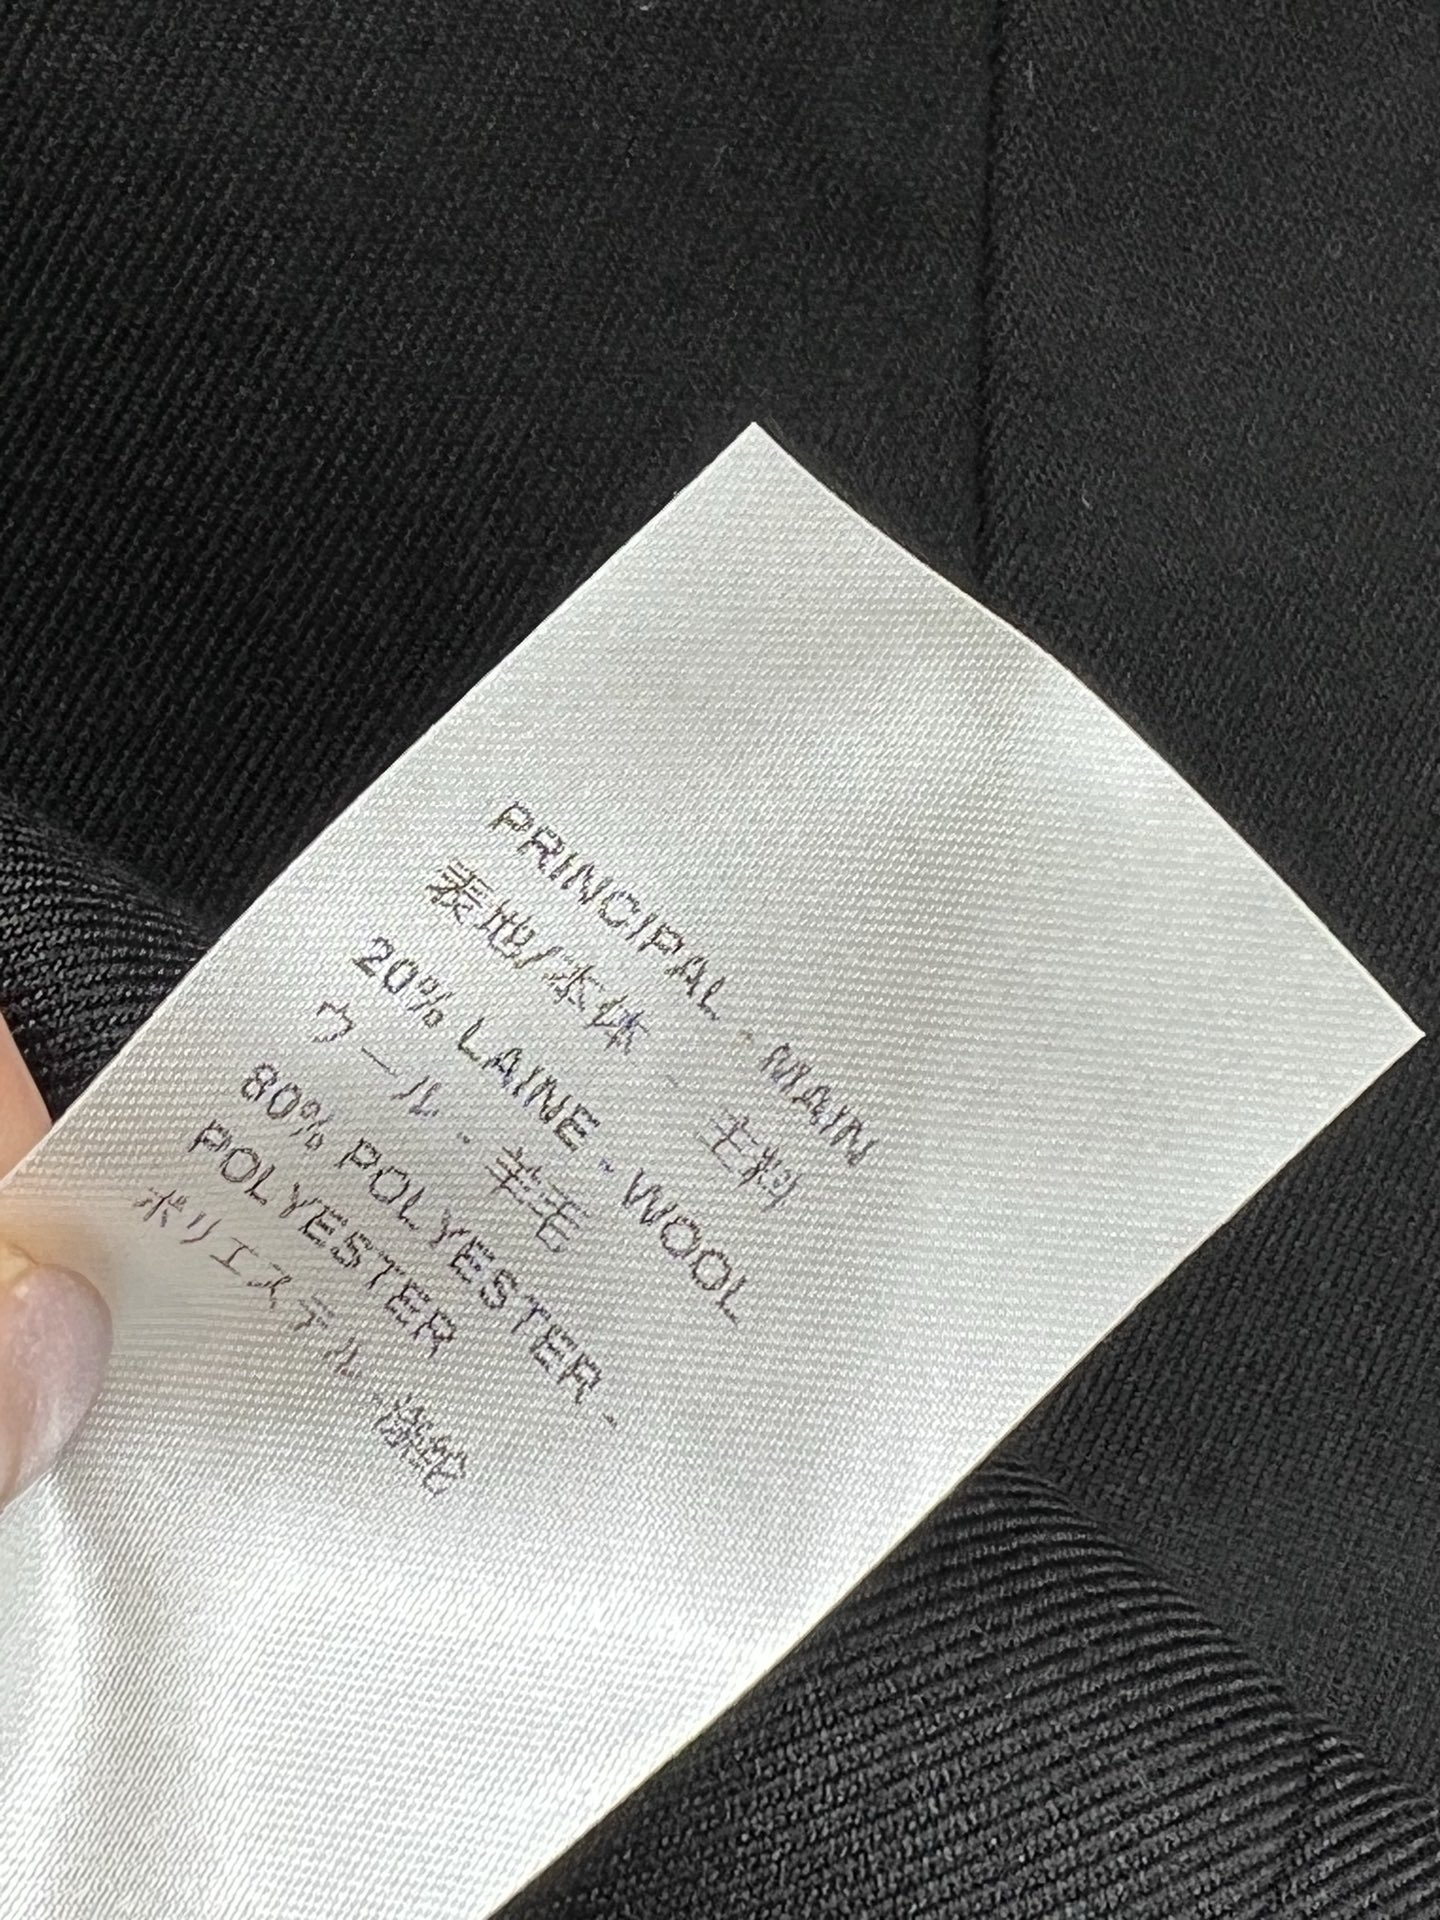 PRINCIPAL - MAIN
表地/本体 - 主料
20% LAINE - WOOL
ウール - 羊毛
80% POLYESTER -
POLYESTER
ポリエステル - 涤纶